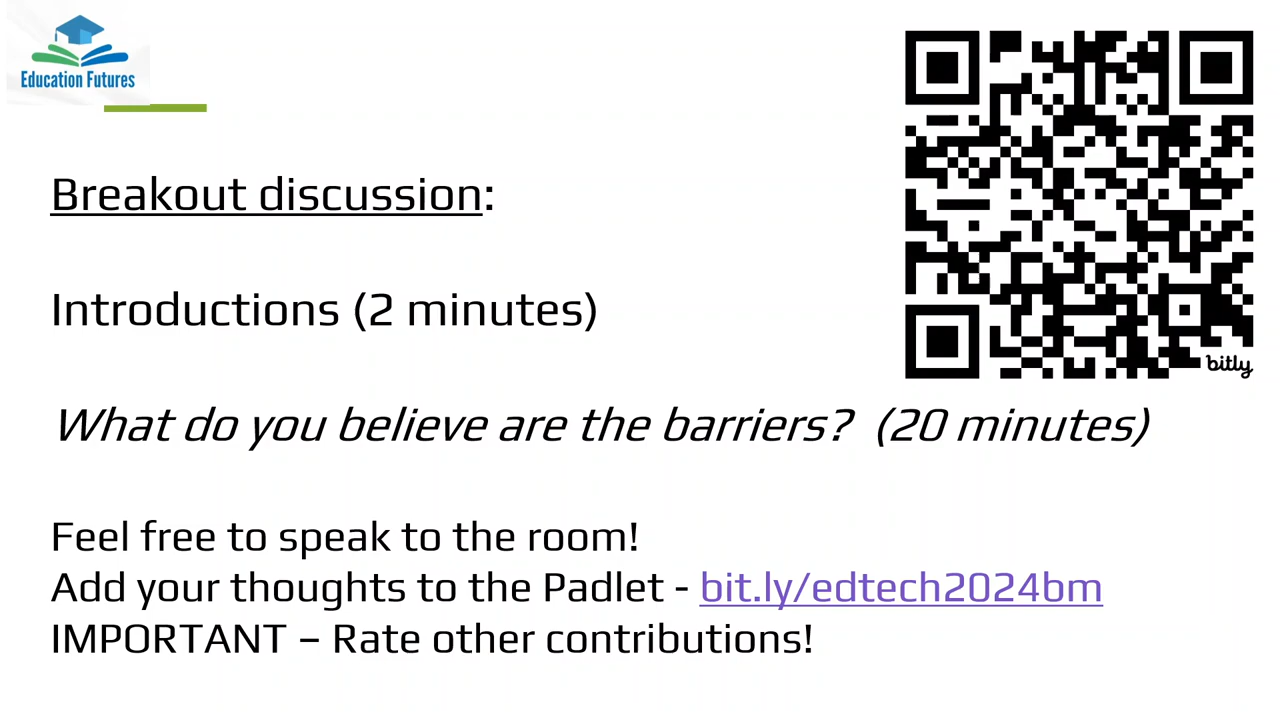 Education Futures
bitly
Breakout discussion:
Introductions (2 minutes)
What do you believe are the barriers? (20 minutes)
Feel free to speak to the room!
Add your thoughts to the Padlet - bit.ly/edtech2024bm
IMPORTANT – Rate other contributions!